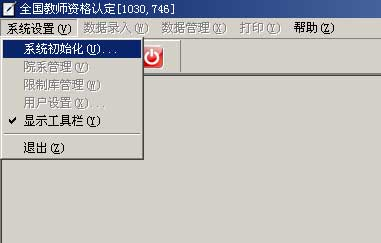 全国教师资格认定[1030,746]
系统设置(V) 数据录入(W) 数据管理(X) 打印(Y) 帮助(Z)
系统初始化(U)...
院系管理(V)
限制库管理(W)
用户设置(X)...
显示工具栏(Y)
退出(Z)